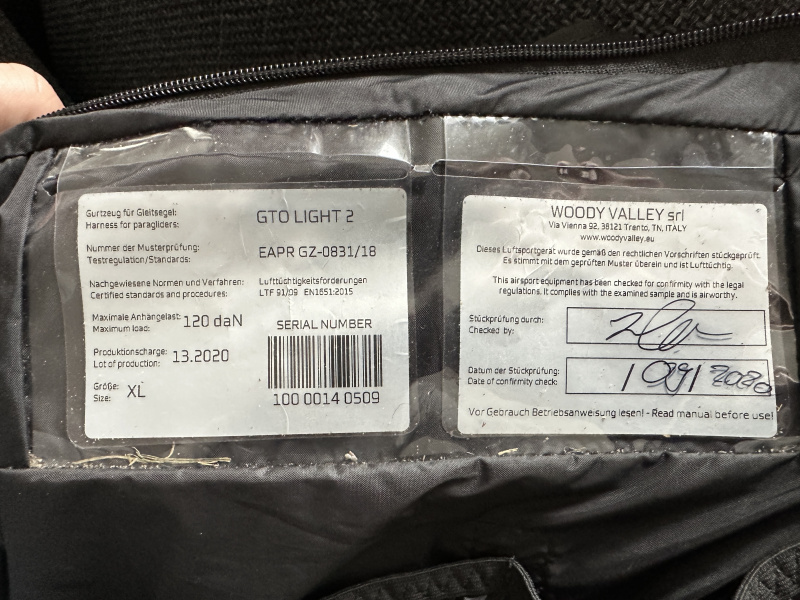 Gurtzeug für Gleitsegel:
Harness for paragliders:
GTO LIGHT 2
Nummer der Musterprüfung:
Testregulation/Standards:
EAPR GZ-0831/18
Nachgewiesene Normen und Verfahren:
Certified standards and procedures:
Lufttüchtigkeitsforderungen
LTF 91/09 EN1651:2015
Maximale Anhängelast:
Maximum load:
120 daN
Produktionscharge:
Lot of production:
13.2020
Größe:
Size:
XL
SERIAL NUMBER
100 0014 0509
WOODY VALLEY srl
Via Vienna 92, 38121 Trento, TN, ITALY
www.woodyvalley.eu
Dieses Luftsportgerät wurde gemäß den rechtlichen Vorschriften stückgeprüft.
Es stimmt mit dem geprüften Muster überein und ist Lufttüchtig.
This airsport equipment has been checked for conformity with the legal
regulations. It complies with the examined sample and is airworthy.
Stückprüfung durch:
Checked by:
Datum der Stückprüfung:
Date of confirmity check:
2020
Vor Gebrauch Betriebsanweisung lesen! - Read manual before use!